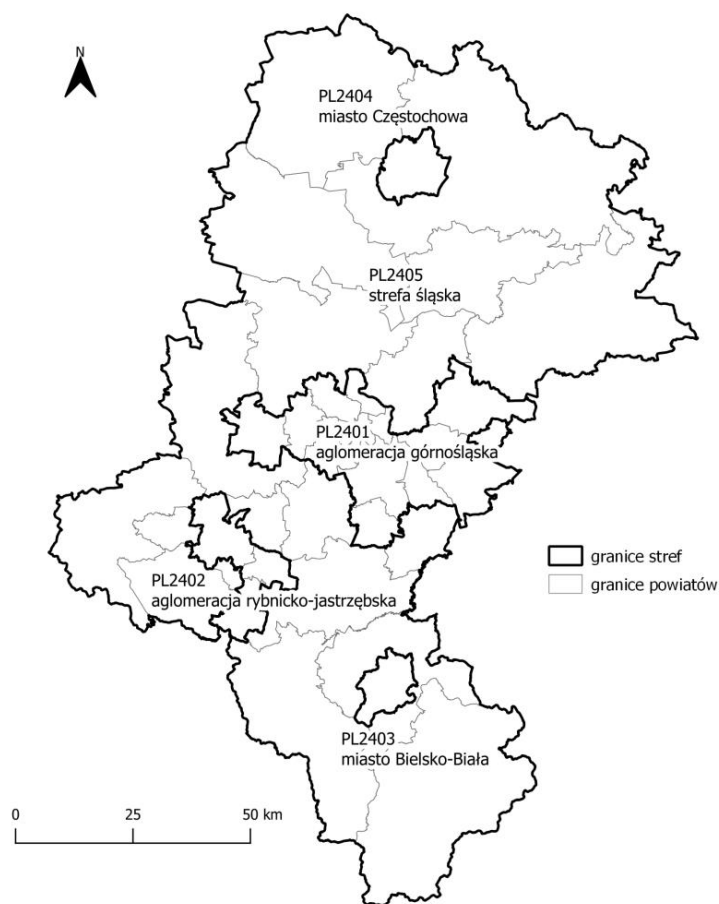 N
PL2404
miasto Częstochowa
PL2405
strefa śląska
PL2401
aglomeracja górnośląska
granice stref
granice powiatów
PL2402
aglomeracja rybnicko-jastrzębska
PL2403
miasto Bielsko-Biała
0 25 50 km